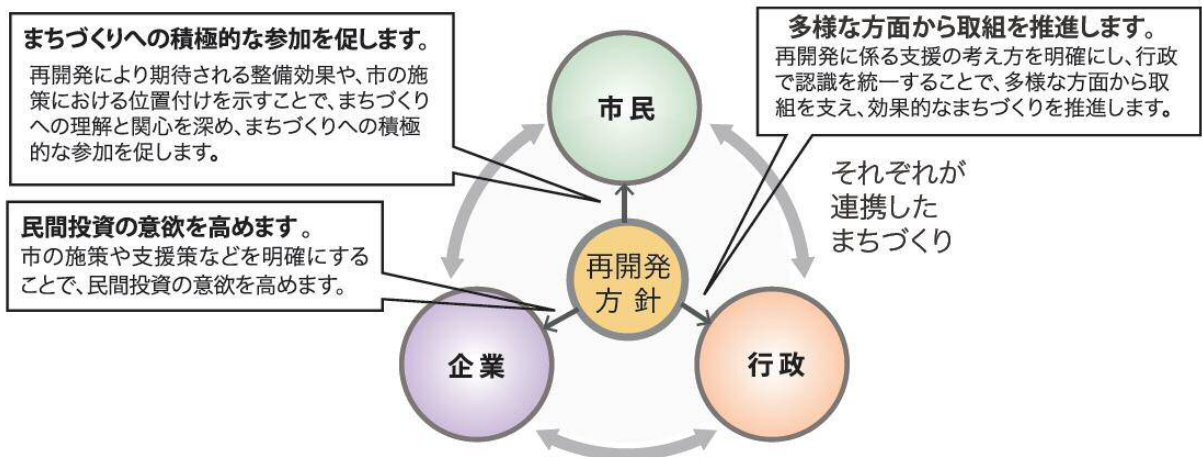 まちづくりへの積極的な参加を促します。
再開発により期待される整備効果や、市の施
策における位置付けを示すことで、まちづくり
への理解と関心を深め、まちづくりへの積極
的な参加を促します。
多様な方面から取組を推進します。
再開発に係る支援の考え方を明確にし、行政
で認識を統一することで、多様な方面から取
組を支え、効果的なまちづくりを推進します。
市民
それぞれが
連携した
まちづくり
民間投資の意欲を高めます。
市の施策や支援策などを明確にする
ことで、民間投資の意欲を高めます。
再開発
方針
企業
行政